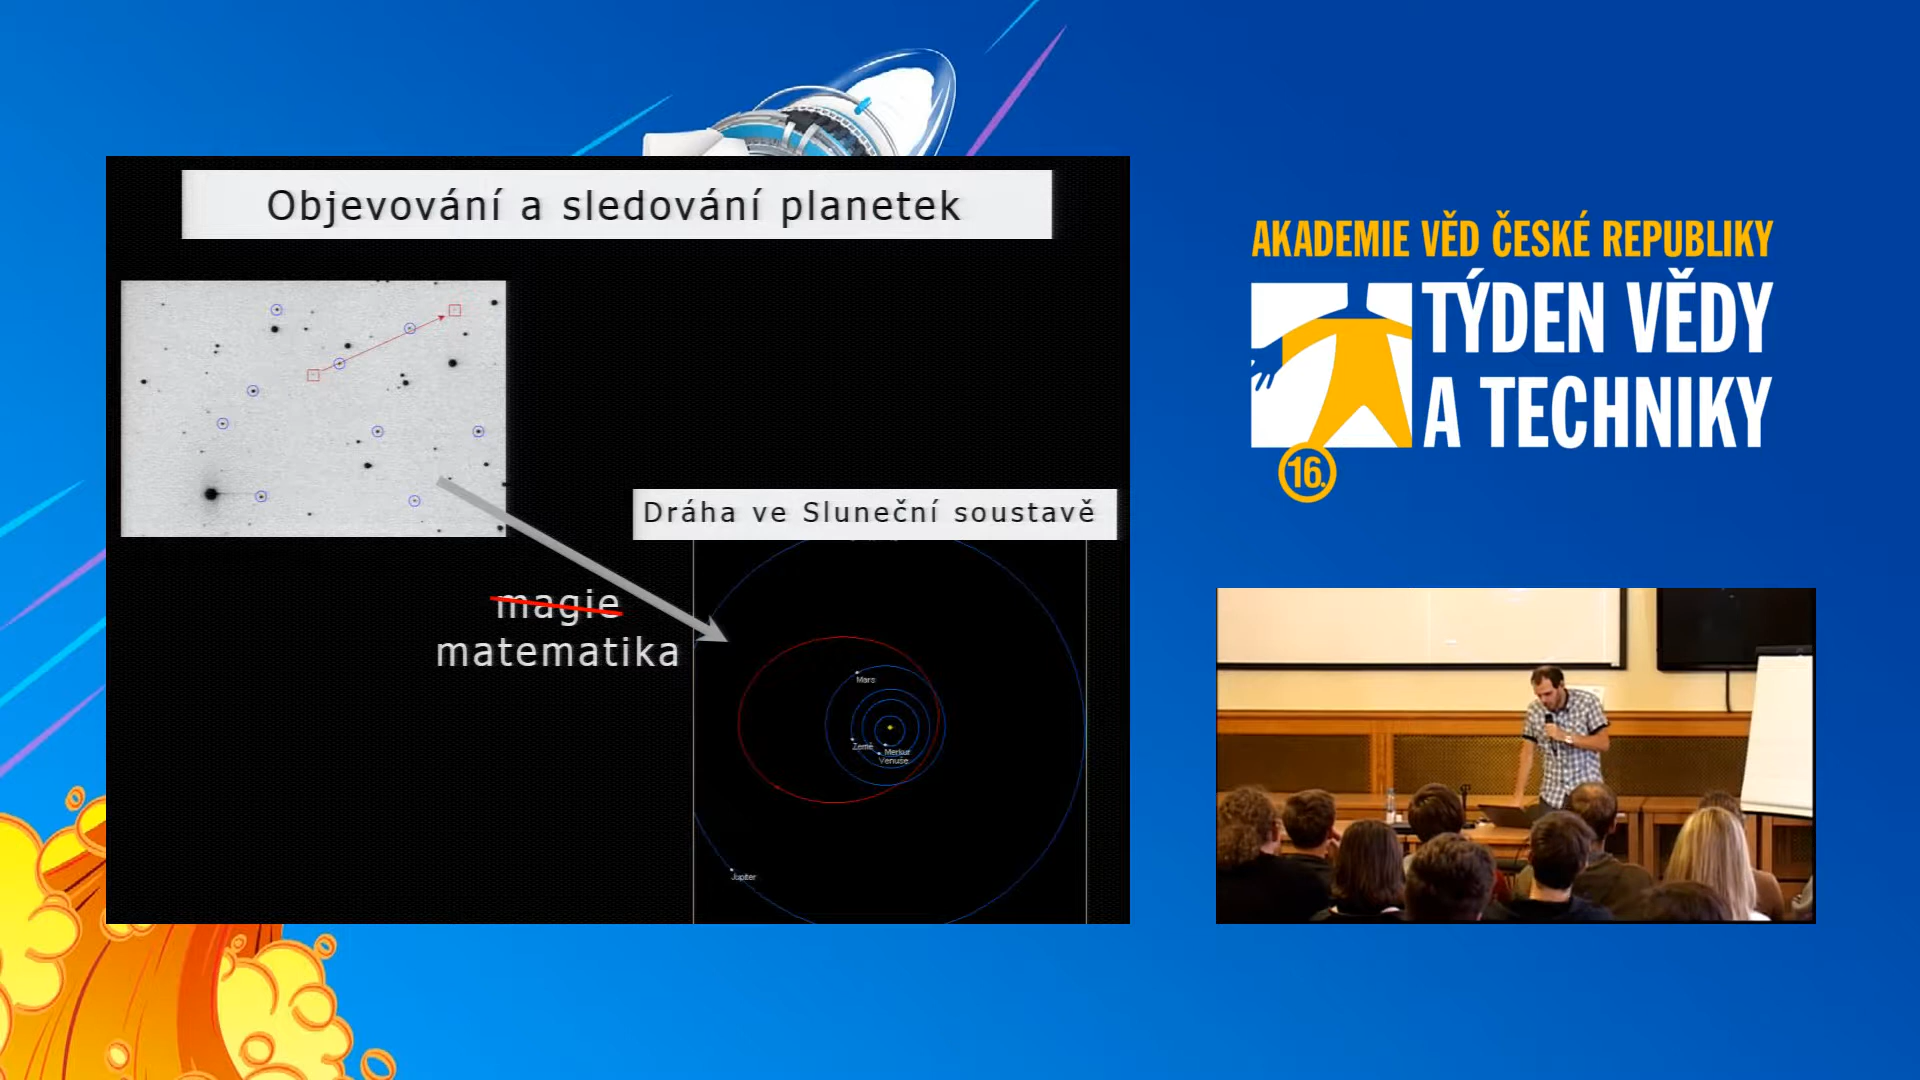 Objevování a sledování planetek
Dráha ve Sluneční soustavě
magie
matematika
Mars
Země
Merkur
Venuše
Jupiter
AKADEMIE VĚD ČESKÉ REPUBLIKY
TÝDEN VĚDY
A TECHNIKY
16.